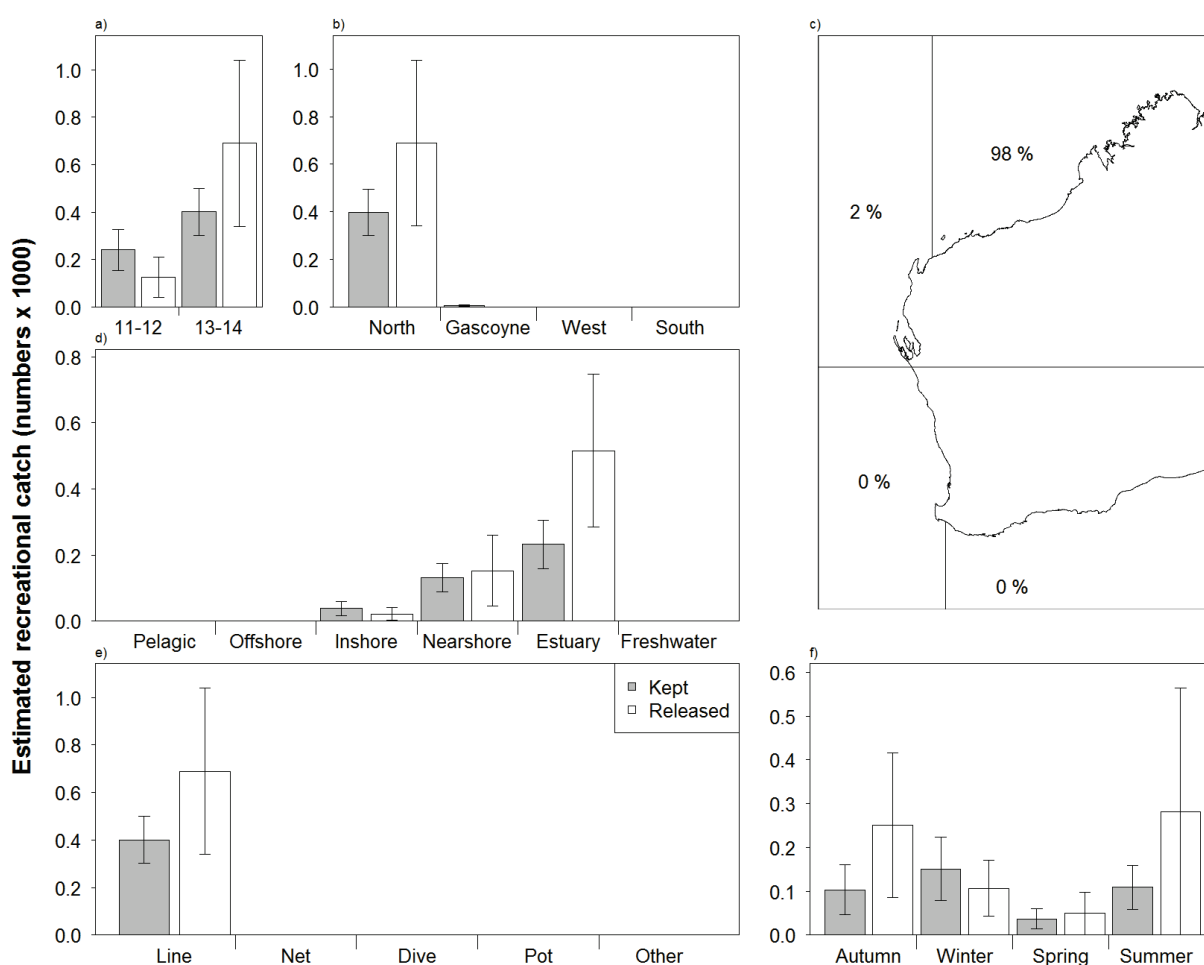 Estimated recreational catch (numbers x 1000)
a)
1.0
0.8
0.6
0.4
0.2
0.0
11-12 13-14
b)
1.0
0.8
0.6
0.4
0.2
0.0
North Gascoyne West South
c)
98 %
2 %
0 %
0 %
d)
0.8
0.6
0.4
0.2
0.0
Pelagic Offshore Inshore Nearshore Estuary Freshwater
e)
1.0
0.8
0.6
0.4
0.2
0.0
Line Net Dive Pot Other
Kept
Released
f)
0.6
0.5
0.4
0.3
0.2
0.1
0.0
Autumn Winter Spring Summer